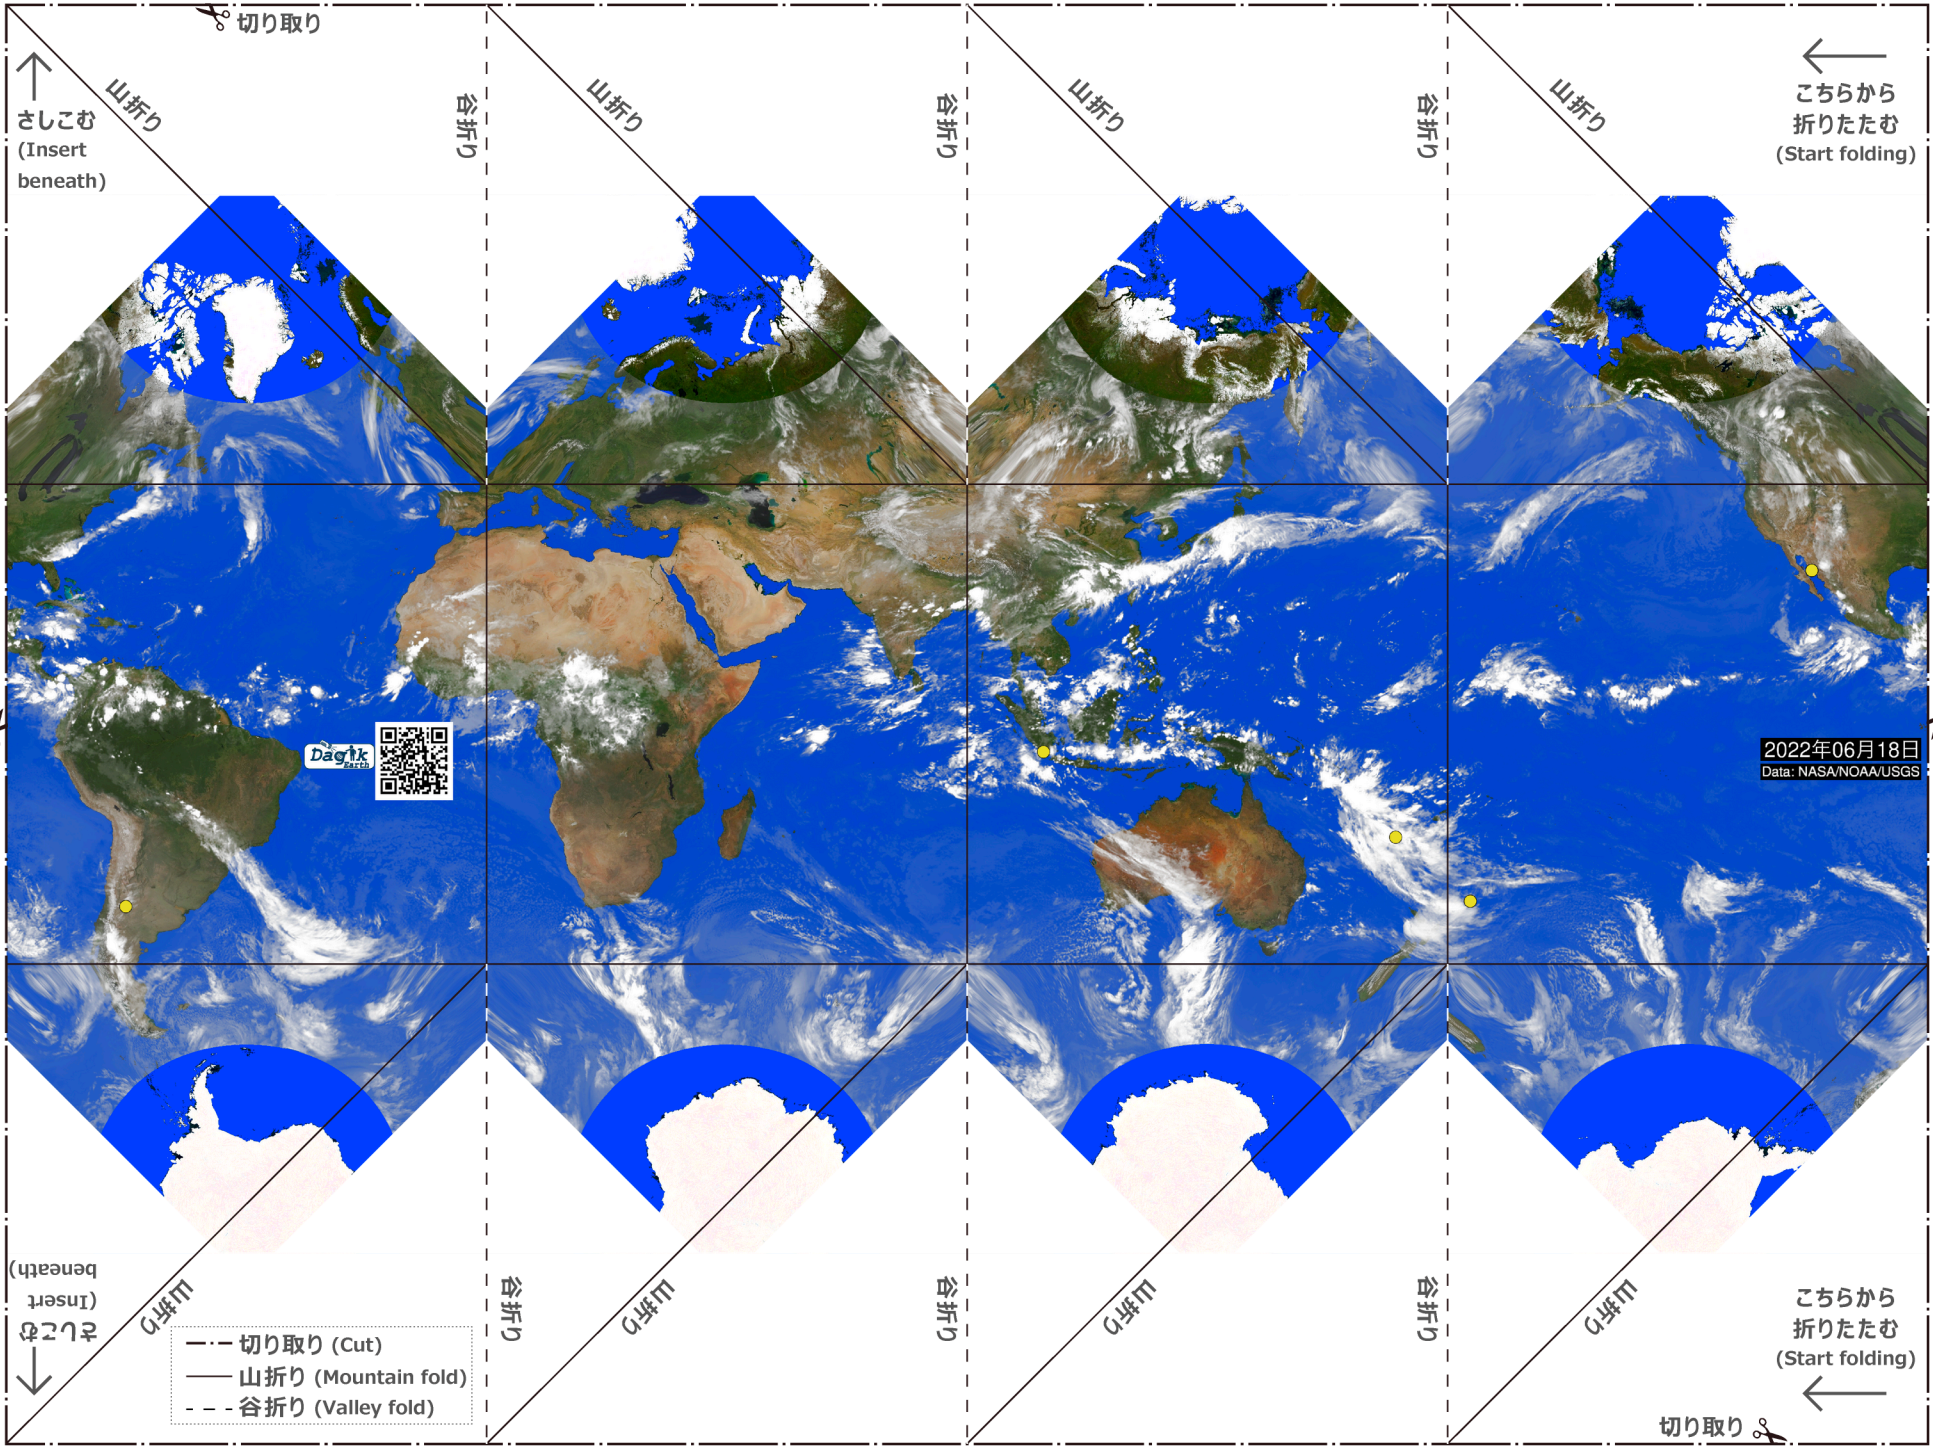 切り取り
山折り
谷折り
山折り
谷折り
山折り
谷折り
山折り
さしこむ
(Insert
beneath)
こちらから
折りたたむ
(Start folding)
Dagik
Earth
2022年06月18日
Data: NASA/NOAA/USGS
さしこむ
(Insert
beneath)
山折り
谷折り
山折り
谷折り
山折り
谷折り
山折り
こちらから
折りたたむ
(Start folding)
切り取り (Cut)
山折り (Mountain fold)
谷折り (Valley fold)
切り取り